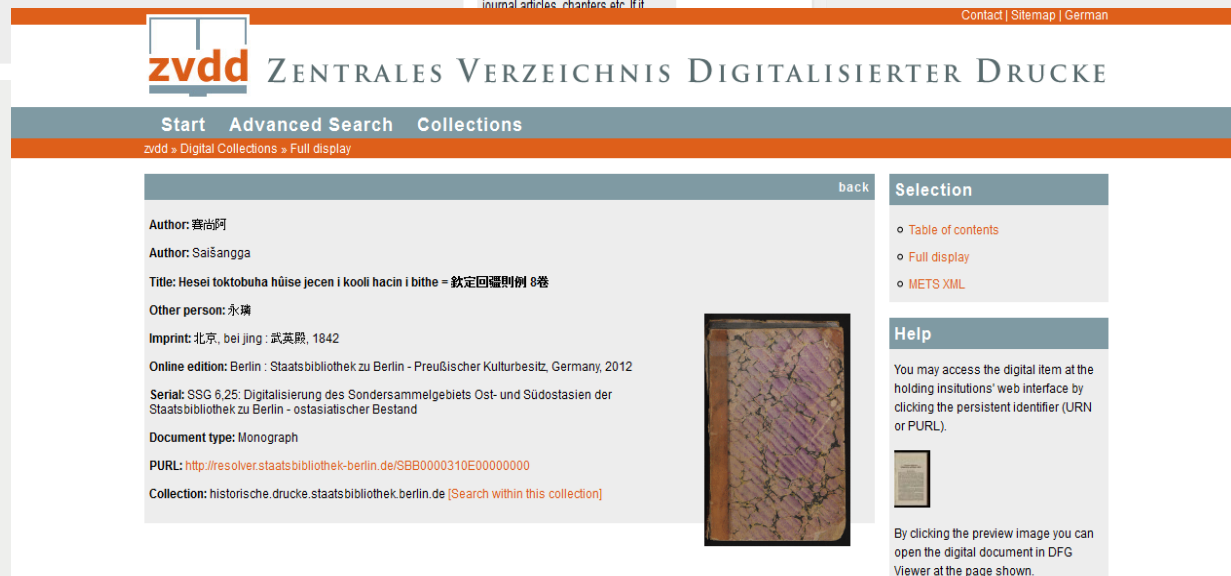 journal articles, chapters etc. If it
Contact | Sitemap | German
zvdd
Zentrales Verzeichnis Digitalisierter Drucke
Start Advanced Search Collections
zvdd » Digital Collections » Full display
back
Author: 賽尚阿
Author: Saišangga
Title: Hesei toktobuha hûise jecen i kooli hacin i bithe = 欽定回疆則例 8卷
Other person: 永璘
Imprint: 北京, bei jing : 武英殿, 1842
Online edition: Berlin : Staatsbibliothek zu Berlin - Preußischer Kulturbesitz, Germany, 2012
Serial: SSG 6,25: Digitalisierung des Sondersammelgebiets Ost- und Südostasien der
Staatsbibliothek zu Berlin - ostasiatischer Bestand
Document type: Monograph
PURL: http://resolver.staatsbibliothek-berlin.de/SBB0000310E00000000
Collection: historische.drucke.staatsbibliothek.berlin.de [Search within this collection]
Selection
Table of contents
Full display
METS XML
Help
You may access the digital item at the
holding insitutions' web interface by
clicking the persistent identifier (URN
or PURL).
By clicking the preview image you can
open the digital document in DFG
Viewer at the page shown.